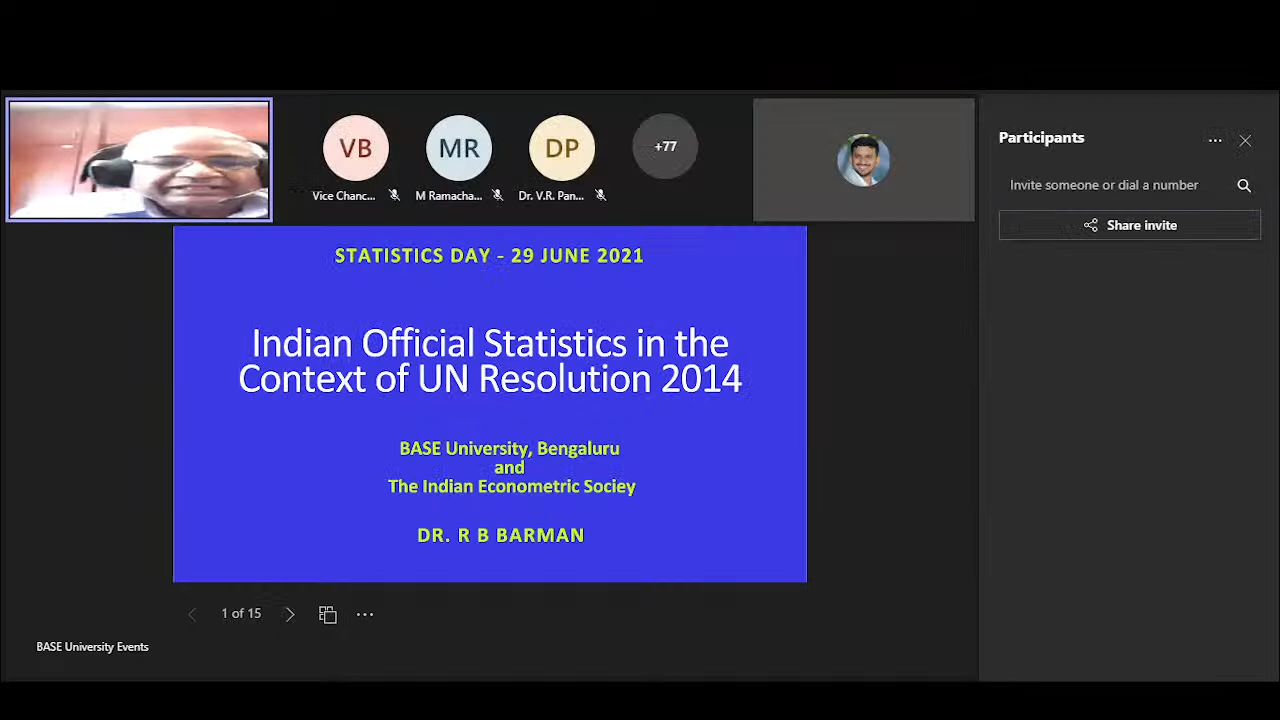 VB
MR
DP
+77
Vice Chanc...
M Ramacha...
Dr. V.R. Pan...
Participants
Invite someone or dial a number
Share invite
STATISTICS DAY - 29 JUNE 2021
Indian Official Statistics in the
Context of UN Resolution 2014
BASE University, Bengaluru
and
The Indian Econometric Sociey
DR. R B BARMAN
1 of 15
BASE University Events